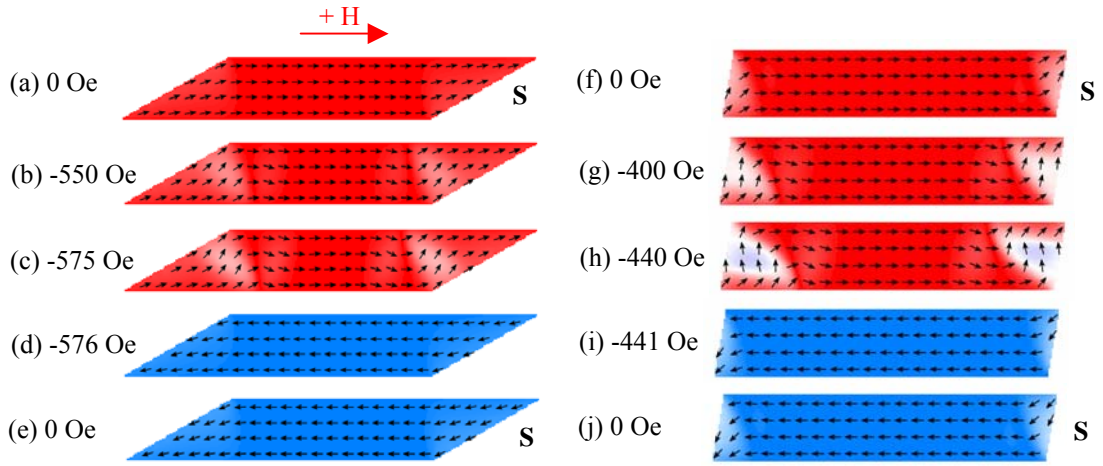 + H
(a) 0 Oe
S
(b) -550 Oe
(c) -575 Oe
(d) -576 Oe
(e) 0 Oe
S
(f) 0 Oe
S
(g) -400 Oe
(h) -440 Oe
(i) -441 Oe
(j) 0 Oe
S